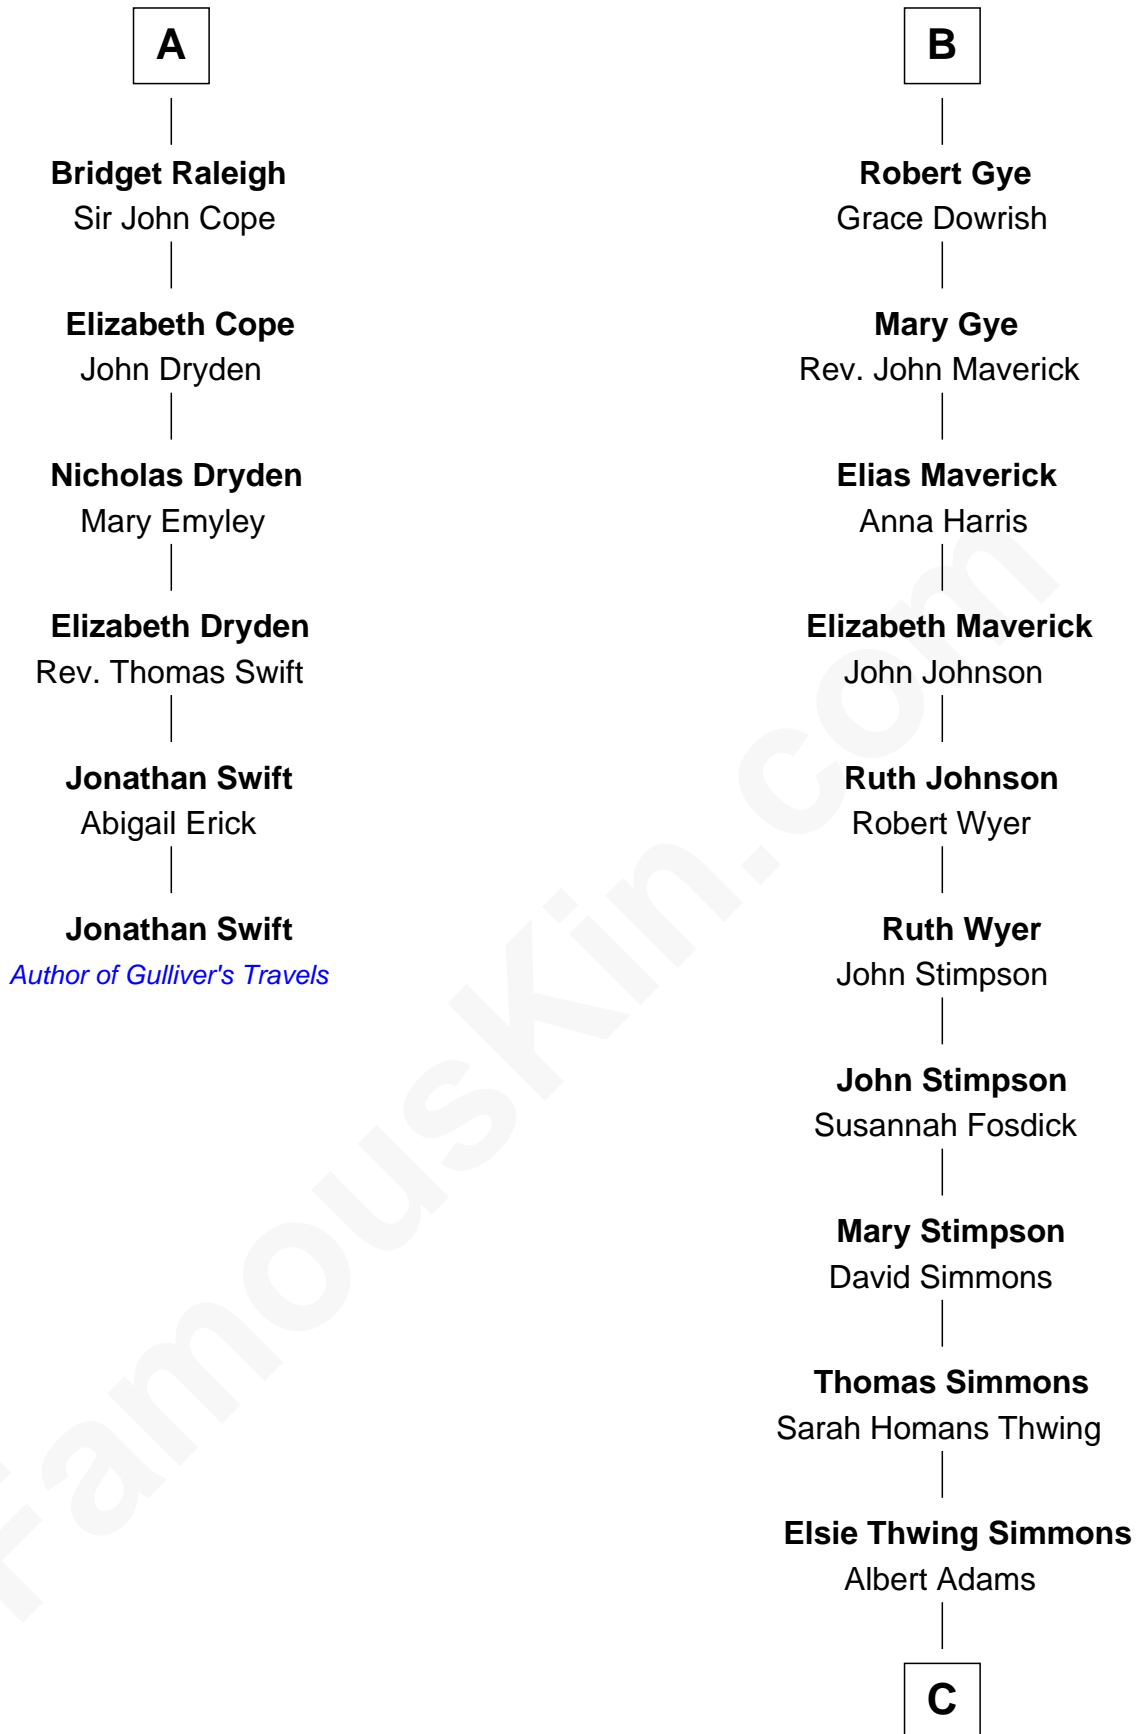 A
Bridget Raleigh
Sir John Cope
Elizabeth Cope
John Dryden
Nicholas Dryden
Mary Emyley
Elizabeth Dryden
Rev. Thomas Swift
Jonathan Swift
Abigail Erick
Jonathan Swift
Author of Gulliver's Travels
B
Robert Gye
Grace Dowrish
Mary Gye
Rev. John Maverick
Elias Maverick
Anna Harris
Elizabeth Maverick
John Johnson
Ruth Johnson
Robert Wyer
Ruth Wyer
John Stimpson
John Stimpson
Susannah Fosdick
Mary Stimpson
David Simmons
Thomas Simmons
Sarah Homans Thwing
Elsie Thwing Simmons
Albert Adams
C
FamousKin.com